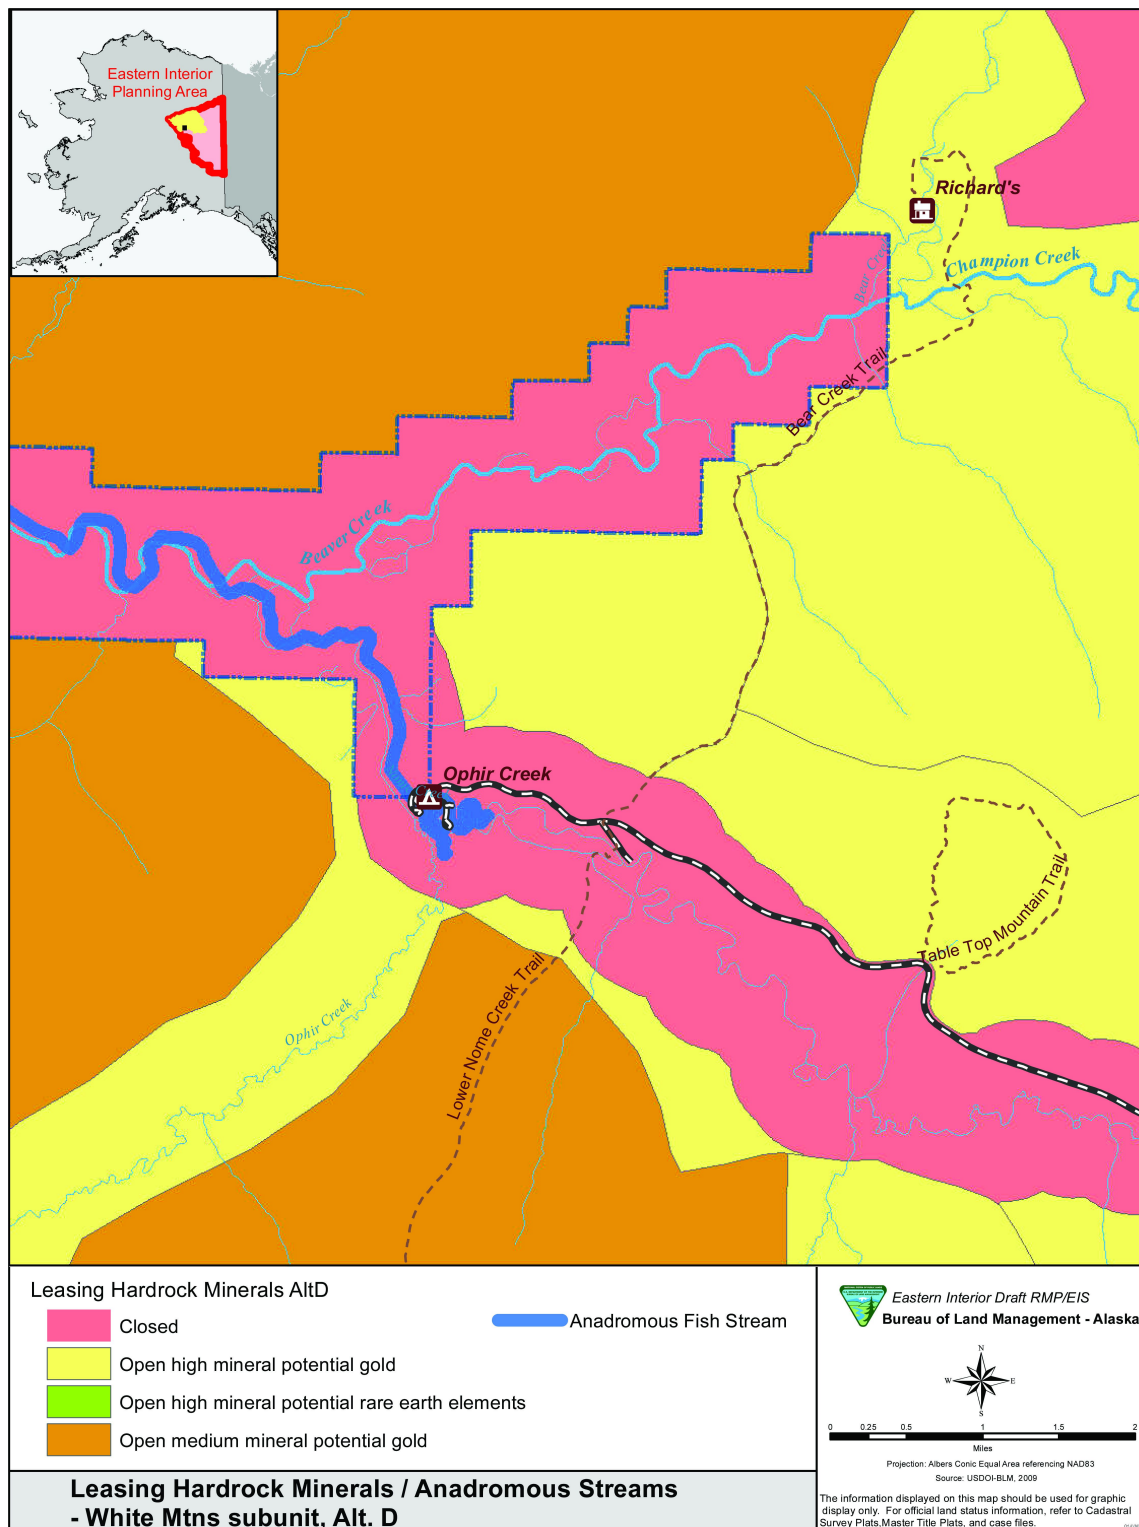 Eastern Interior
Planning Area
Richard's
Champion Creek
Bear Creek
Bear Creek Trail
Beaver Creek
Ophir Creek
Table Top Mountain Trail
Lower Nome Creek Trail
Ophir Creek
Leasing Hardrock Minerals AltD
Closed
Open high mineral potential gold
Open high mineral potential rare earth elements
Open medium mineral potential gold
Anadromous Fish Stream
Leasing Hardrock Minerals / Anadromous Streams
- White Mtns subunit, Alt. D
Eastern Interior Draft RMP/EIS
Bureau of Land Management - Alaska
N
W E
S
0 0.25 0.5 1 1.5 2
Miles
Projection: Albers Conic Equal Area referencing NAD83
Source: USDOI-BLM, 2009
The information displayed on this map should be used for graphic
display only. For official land status information, refer to Cadastral
Survey Plats,Master Title Plats, and case files.